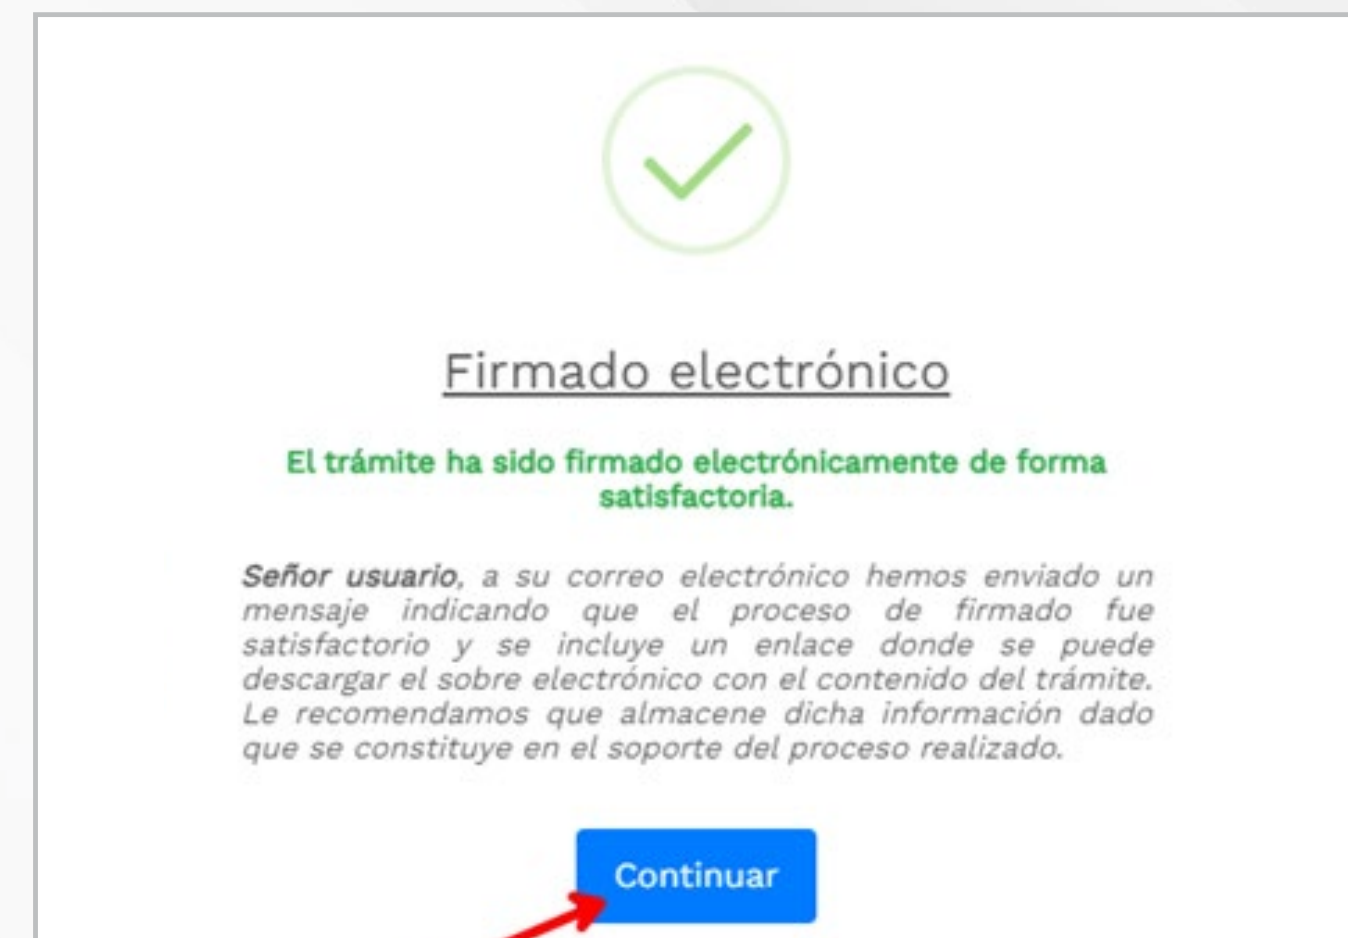 Firmado electrónico
El trámite ha sido firmado electrónicamente de forma
satisfactoria.
Señor usuario, a su correo electrónico hemos enviado un
mensaje indicando que el proceso de firmado fue
satisfactorio y se incluye un enlace donde se puede
descargar el sobre electrónico con el contenido del trámite.
Le recomendamos que almacene dicha información dado
que se constituye en el soporte del proceso realizado.
Continuar